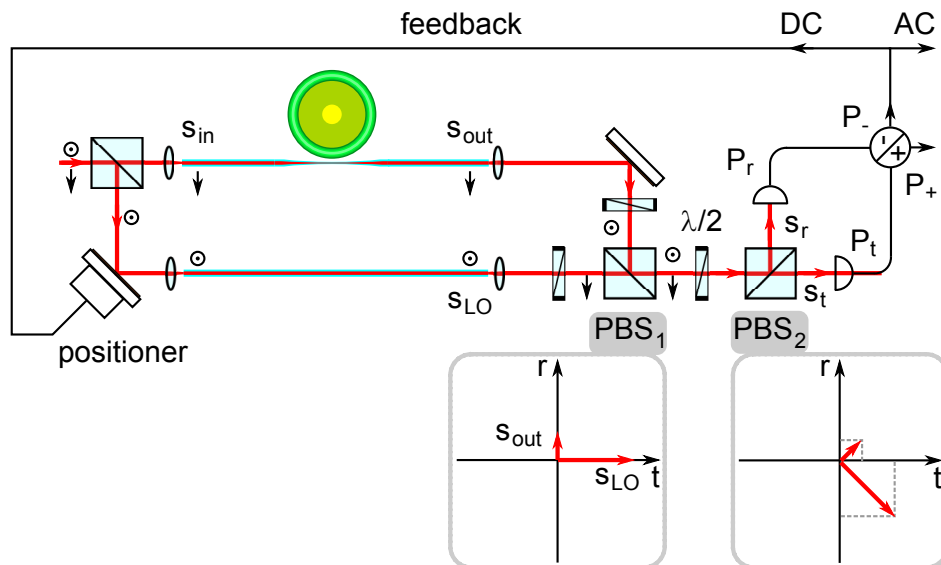 feedback
DC
AC
s_in
s_out
P_-
- +
P_r
P_+
λ/2
s_r
P_t
s_LO
s_t
positioner
PBS_1
PBS_2
r
s_out
s_LO
t
r
t